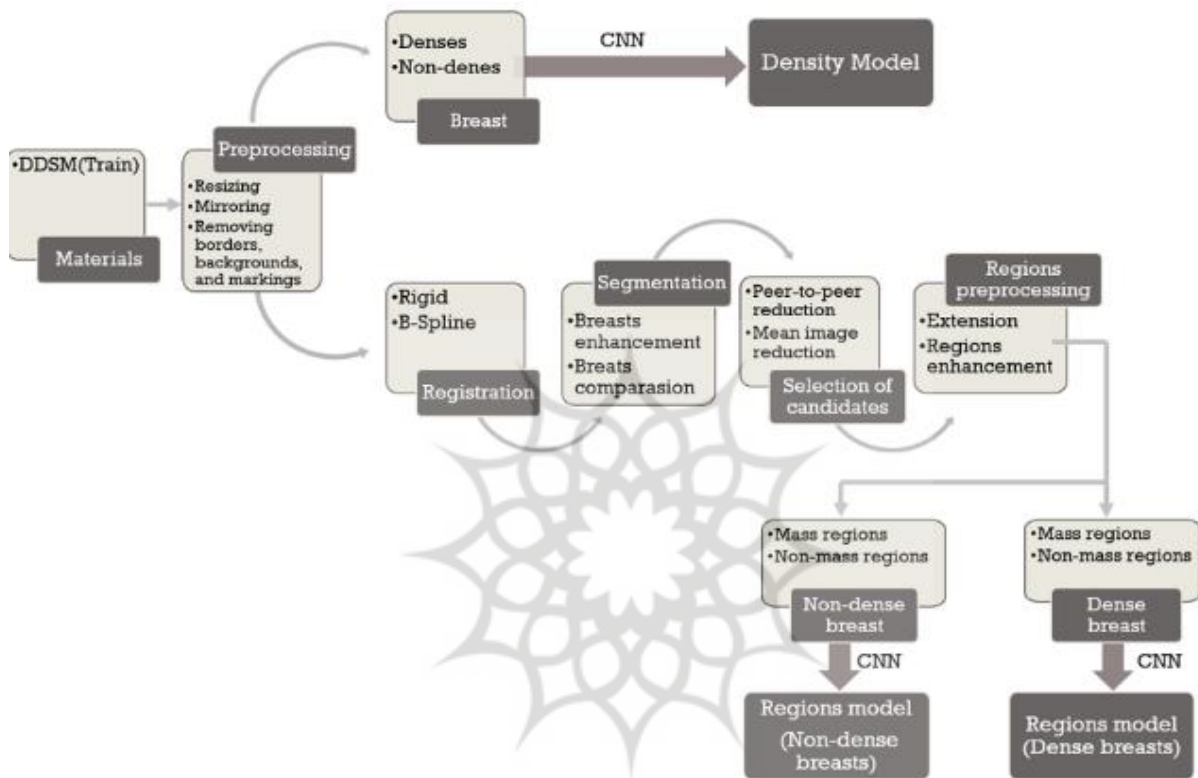 •DDSM(Train)
Materials
Preprocessing
•Resizing
•Mirroring
•Removing
borders,
backgrounds,
and markings
•Denses
•Non-denes
Breast
CNN
Density Model
•Rigid
•B-Spline
Registration
Segmentation
•Breasts
enhancement
•Breats
comparasion
•Peer-to-peer
reduction
•Mean image
reduction
Selection of
candidates
Regions
preprocessing
•Extension
•Regions
enhancement
•Mass regions
•Non-mass regions
Non-dense
breast
CNN
Regions model
(Non-dense
breasts)
•Mass regions
•Non-mass regions
Dense
breast
CNN
Regions model
(Dense breasts)